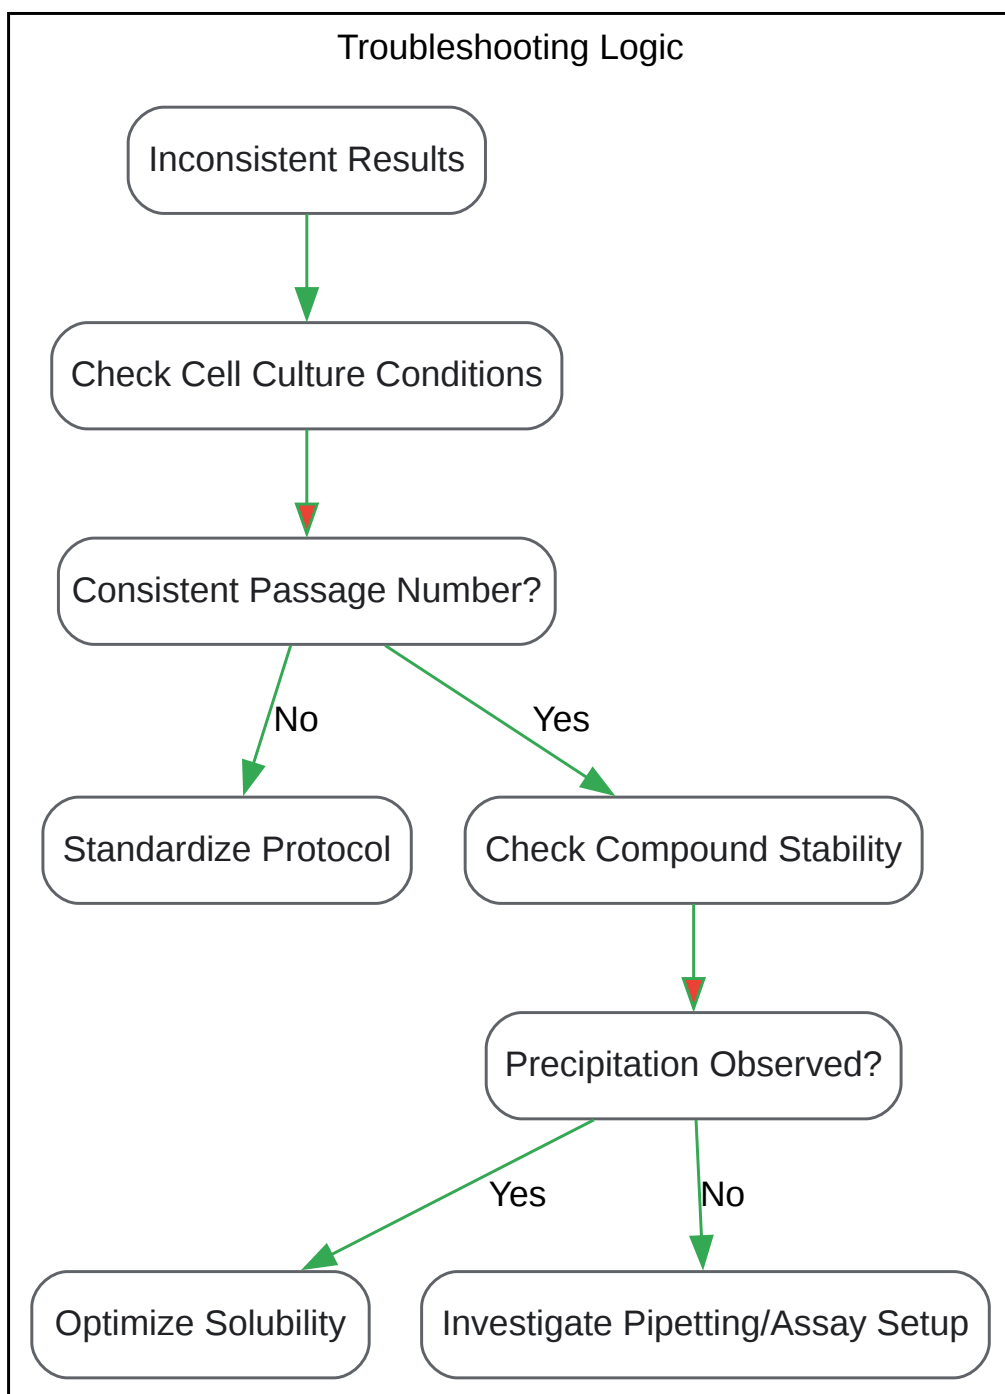 Troubleshooting Logic
Inconsistent Results
Check Cell Culture Conditions
Consistent Passage Number?
No
Yes
Standardize Protocol
Check Compound Stability
Precipitation Observed?
Yes
No
Optimize Solubility
Investigate Pipetting/Assay Setup